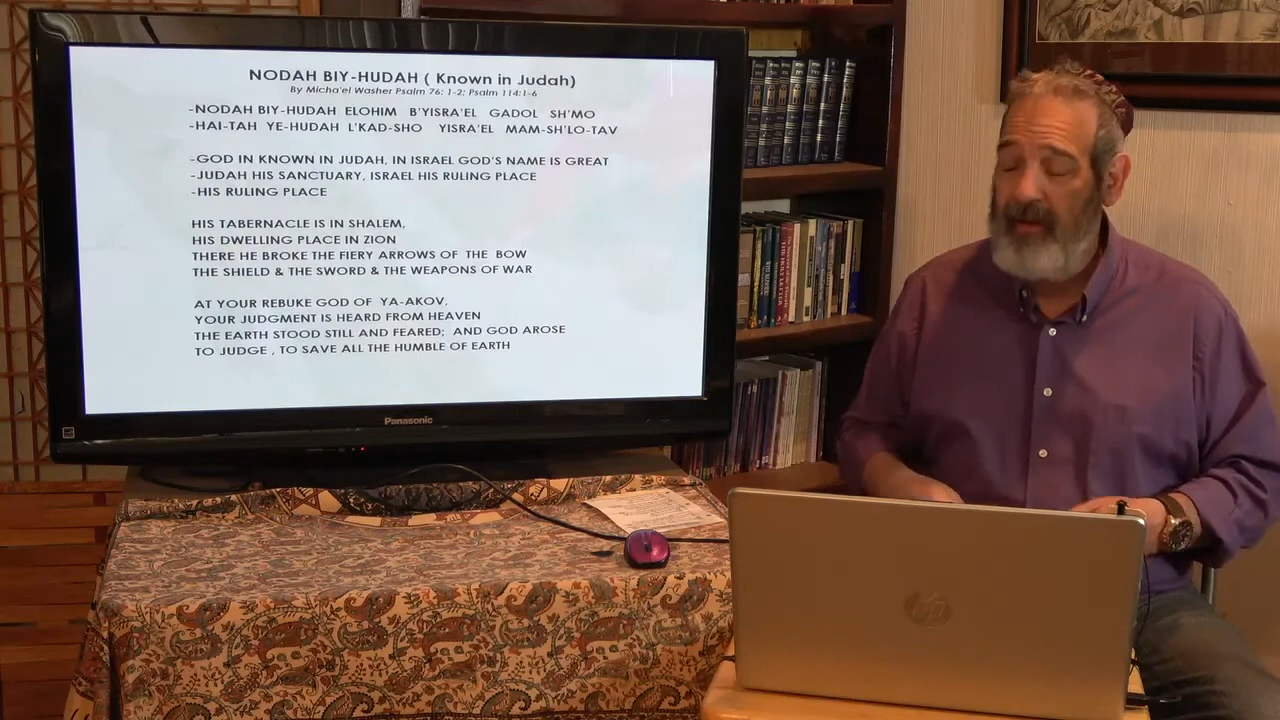 NODAH BIY-HUDAH ( Known in Judah)
By Micha'el Washer Psalm 76: 1-2; Psalm 114:1-6
-NODAH BIY-HUDAH ELOHIM B'YISRA'EL GADOL SH'MO
-HAI-TAH YE-HUDAH L'KAD-SHO YISRA'EL MAM-SH'LO-TAV
-GOD IN KNOWN IN JUDAH, IN ISRAEL GOD'S NAME IS GREAT
-JUDAH HIS SANCTUARY, ISRAEL HIS RULING PLACE
-HIS RULING PLACE
HIS TABERNACLE IS IN SHALEM,
HIS DWELLING PLACE IN ZION
THERE HE BROKE THE FIERY ARROWS OF THE BOW
THE SHIELD & THE SWORD & THE WEAPONS OF WAR
AT YOUR REBUKE GOD OF YA-AKOV,
YOUR JUDGMENT IS HEARD FROM HEAVEN
THE EARTH STOOD STILL AND FEARED; AND GOD AROSE
TO JUDGE , TO SAVE ALL THE HUMBLE OF EARTH
Panasonic
hp